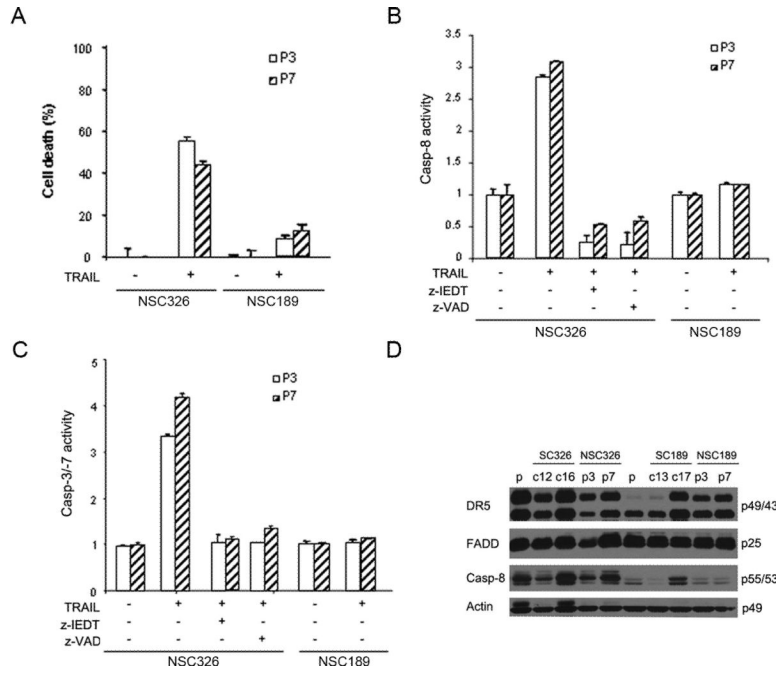 A
100
80
60
40
20
0
Cell death (%)
P3
P7
TRAIL - + - +
NSC326 NSC189
B
3.5
3
2.5
2
1.5
1
0.5
0
Casp-8 activity
P3
P7
TRAIL - + + + - +
z-IEDT - - + - - -
z-VAD - - - + - -
NSC326 NSC189
C
5
4
3
2
1
0
Casp-3/-7 activity
P3
P7
TRAIL - + + + - +
z-IEDT - - + - - -
z-VAD - - - + - -
NSC326 NSC189
D
SC326 NSC326 SC189 NSC189
p c12 c16 p3 p7 p c13 c17 p3 p7
DR5 p49/43
FADD p25
Casp-8 p55/53
Actin p49